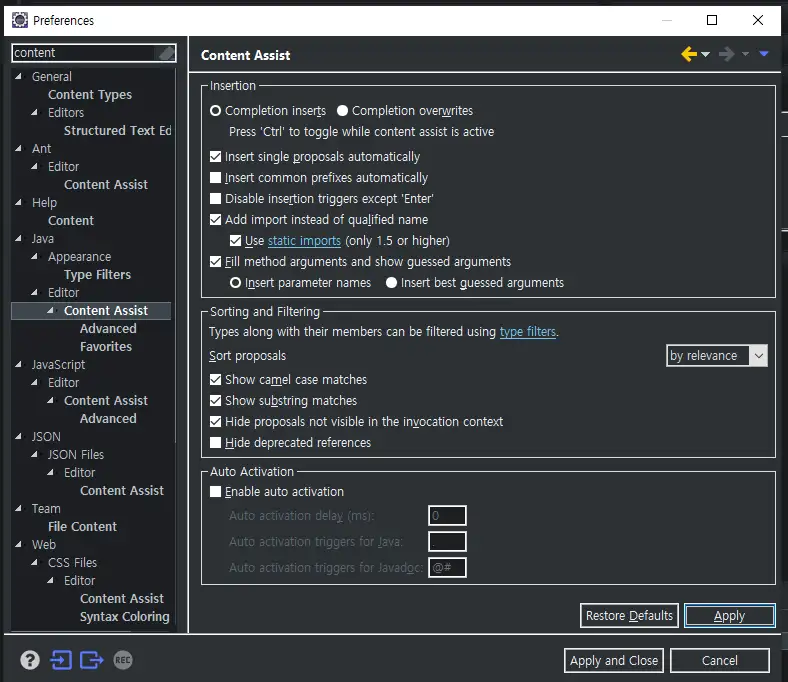 Preferences
content
General
Content Types
Editors
Structured Text Ed
Ant
Editor
Content Assist
Help
Content
Java
Appearance
Type Filters
Editor
Content Assist
Advanced
Favorites
JavaScript
Editor
Content Assist
Advanced
JSON
JSON Files
Editor
Content Assist
Team
File Content
Web
CSS Files
Editor
Content Assist
Syntax Coloring
Content Assist
Insertion
Completion inserts Completion overwrites
Press 'Ctrl' to toggle while content assist is active
Insert single proposals automatically
Insert common prefixes automatically
Disable insertion triggers except 'Enter'
Add import instead of qualified name
Use static imports (only 1.5 or higher)
Fill method arguments and show guessed arguments
Insert parameter names Insert best guessed arguments
Sorting and Filtering
Types along with their members can be filtered using type filters.
Sort proposals by relevance
Show camel case matches
Show substring matches
Hide proposals not visible in the invocation context
Hide deprecated references
Auto Activation
Enable auto activation
Auto activation delay (ms): 0
Auto activation triggers for Java: .
Auto activation triggers for Javadoc: @#
Restore Defaults Apply
REC
Apply and Close Cancel